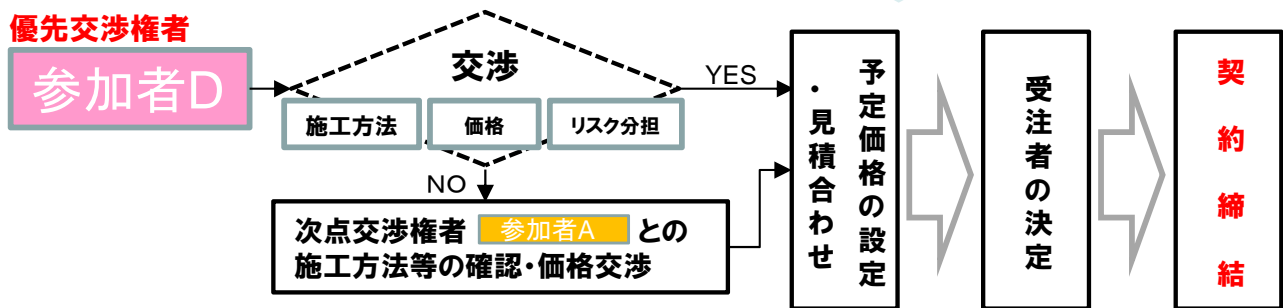 優先交渉権者
参加者D
交渉
施工方法
価格
リスク分担
YES
NO
次点交渉権者 参加者A との
施工方法等の確認・価格交渉
予定価格の設定
・見積合わせ
受注者の決定
契約締結